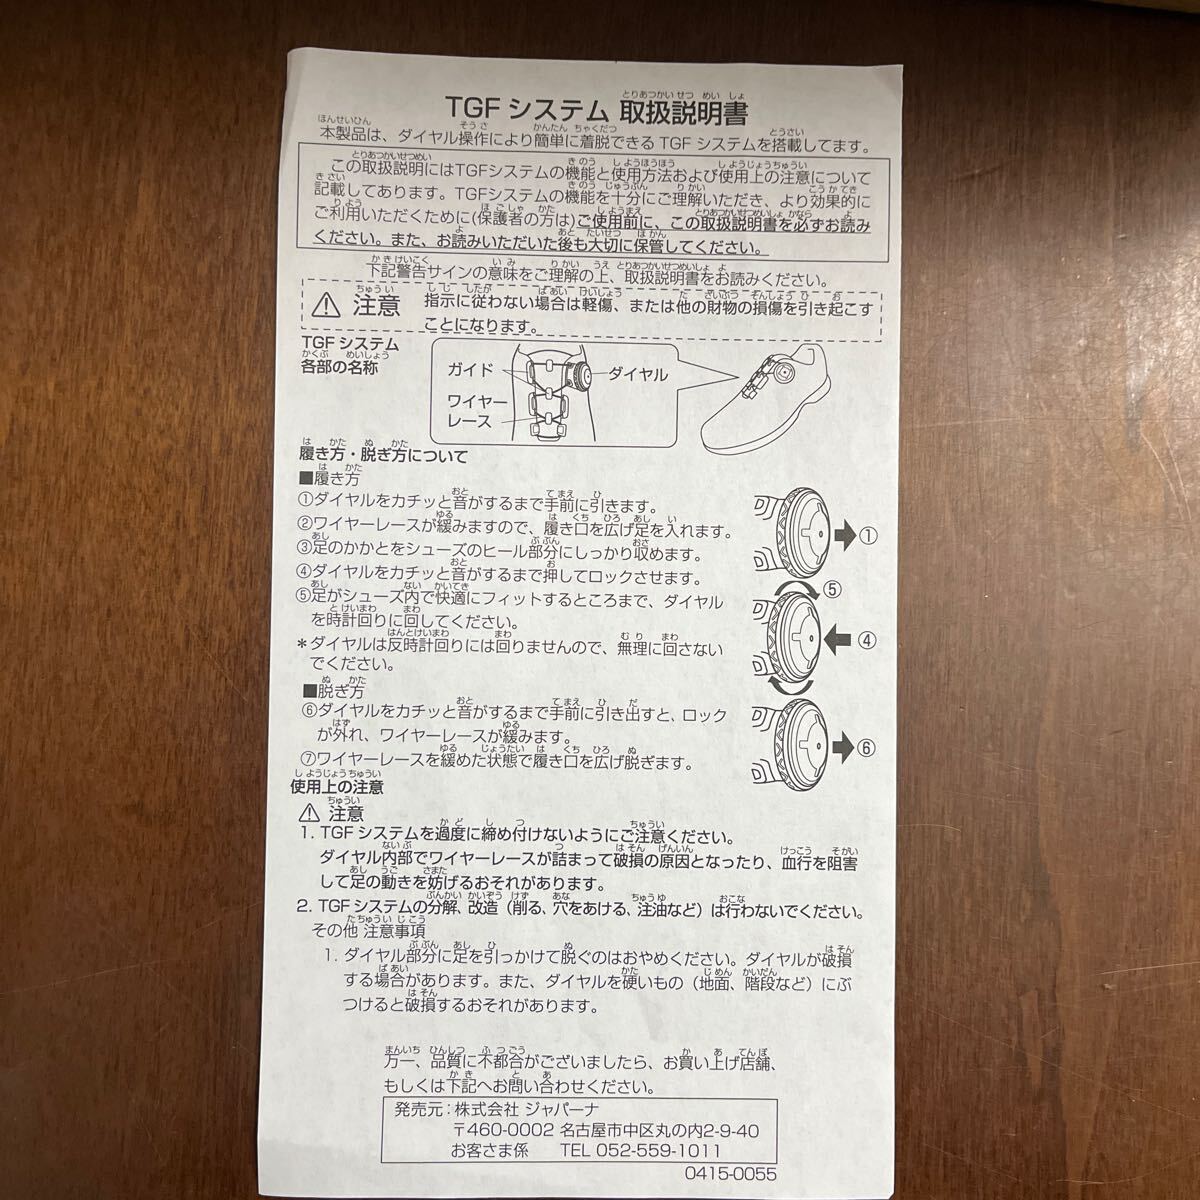 TGF システム 取扱説明書
本製品は、ダイヤル操作により簡単に着脱できる TGF システムを搭載してます。
この取扱説明にはTGFシステムの機能と使用方法および使用上の注意について
記載してあります。TGFシステムの機能を十分にご理解いただき、より効果的に
ご利用いただくために(保護者の方は)ご使用前に、この取扱説明書を必ずお読み
ください。また、お読みいただいた後も大切に保管してください。
下記警告サインの意味をご理解の上、取扱説明書をお読みください。
⚠ 注意 指示に従わない場合は軽傷、または他の財物の損傷を引き起こす
ことになります。
TGF システム
各部の名称
ガイド
ダイヤル
ワイヤー
レース
履き方・脱ぎ方について
■履き方
①ダイヤルをカチッと音がするまで手前に引きます。
②ワイヤーレースが緩みますので、履き口を広げ足を入れます。
③足のかかとをシューズのヒール部分にしっかり収めます。
④ダイヤルをカチッと音がするまで押してロックさせます。
⑤足がシューズ内で快適にフィットするところまで、ダイヤル
を時計回りに回してください。
＊ダイヤルは反時計回りには回りませんので、無理に回さない
でください。
■脱ぎ方
⑥ダイヤルをカチッと音がするまで手前に引き出すと、ロック
が外れ、ワイヤーレースが緩みます。
⑦ワイヤーレースを緩めた状態で履き口を広げ脱ぎます。
①
⑤
④
⑥
使用上の注意
⚠ 注意
1. TGF システムを過度に締め付けないようにご注意ください。
ダイヤル内部でワイヤーレースが詰まって破損の原因となったり、血行を阻害
して足の動きを妨げるおそれがあります。
2. TGF システムの分解、改造（削る、穴をあける、注油など）は行わないでください。
その他 注意事項
1. ダイヤル部分に足を引っかけて脱ぐのはおやめください。ダイヤルが破損
する場合があります。また、ダイヤルを硬いもの（地面、階段など）にぶ
つけると破損するおそれがあります。
万一、品質に不都合がございましたら、お買い上げ店舗、
もしくは下記へお問い合わせください。
発売元：株式会社 ジャパーナ
〒460-0002 名古屋市中区丸の内2-9-40
お客さま係 TEL 052-559-1011
0415-0055